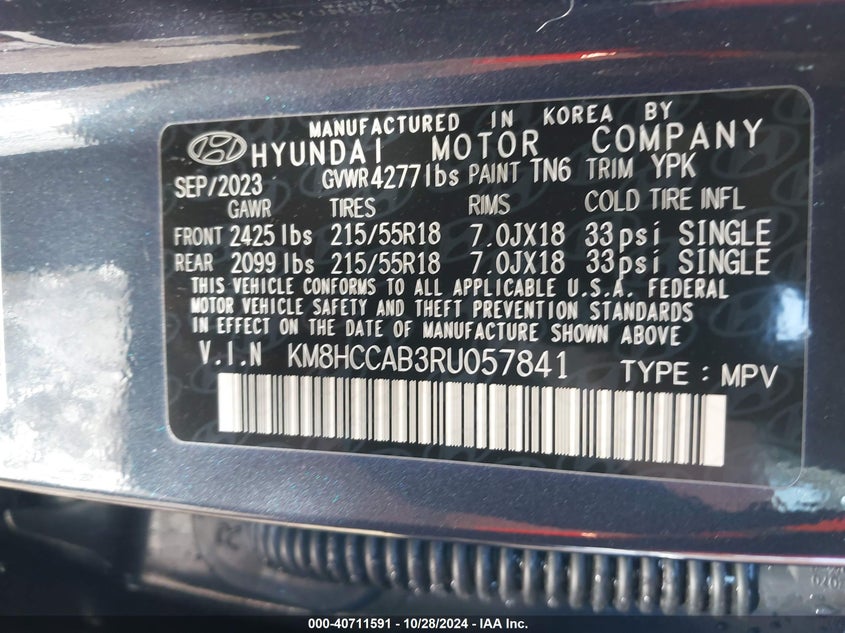 MANUFACTURED IN KOREA BY
HYUNDAI MOTOR COMPANY
SEP/2023 GVWR 4277lbs PAINT TN6 TRIM YPK
GAWR TIRES RIMS COLD TIRE INFL
FRONT 2425 lbs 215/55R18 7.0JX18 33 psi SINGLE
REAR 2099 lbs 215/55R18 7.0JX18 33 psi SINGLE
THIS VEHICLE CONFORMS TO ALL APPLICABLE U.S.A. FEDERAL
MOTOR VEHICLE SAFETY AND THEFT PREVENTION STANDARDS
IN EFFECT ON THE DATE OF MANUFACTURE SHOWN ABOVE
V.I.N KM8HCCAB3RU057841 TYPE : MPV
000-40711591 - 10/28/2024 - IAA Inc.